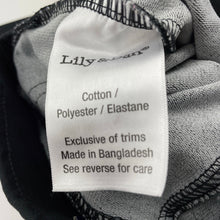 Lily
Cotton /
Polyester / Elastane
Exclusive of trims
Made in Bangladesh
See reverse for care